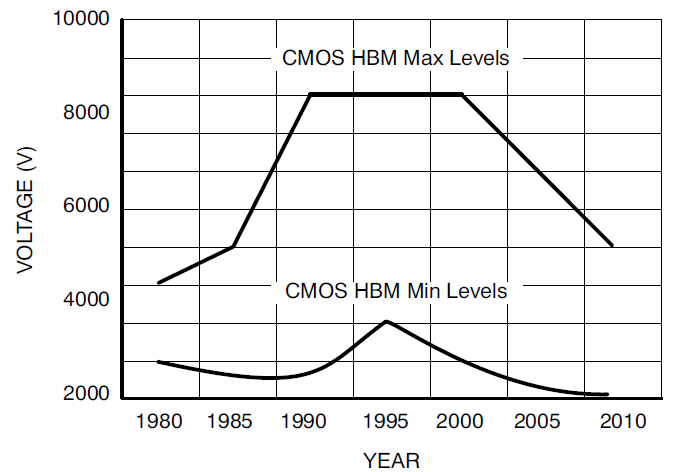 10000
CMOS HBM Max Levels
8000
6000
VOLTAGE (V)
4000
CMOS HBM Min Levels
2000
1980 1985 1990 1995 2000 2005 2010
YEAR